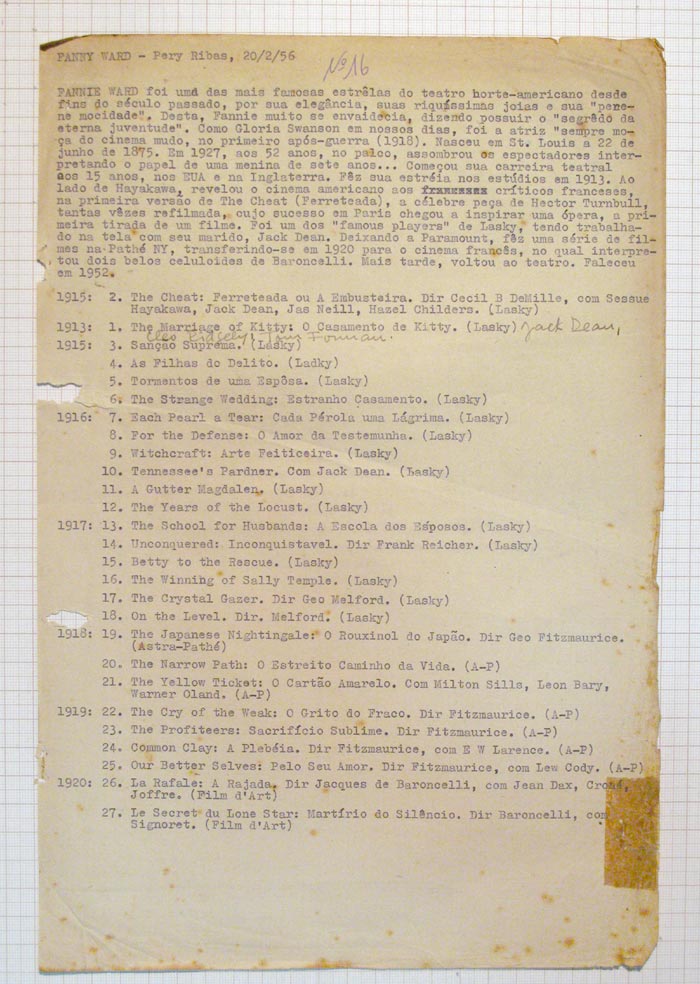 FANNY WARD - Pery Ribas, 20/2/56
Nº 16
FANNIE WARD foi uma das mais famosas estrêlas do teatro norte-americano desde
fins do século passado, por sua elegância, suas riquíssimas joias e sua "pere-
ne mocidade". Desta, Fannie muito se envaidecia, dizendo possuir o "segrêdo da
eterna juventude". Como Gloria Swanson em nossos dias, foi a atriz "sempre mo-
ça do cinema mudo, no primeiro após-guerra (1918). Nasceu em St. Louis a 22 de
junho de 1875. Em 1927, aos 52 anos, no palco, assombrou os espectadores inter-
pretando o papel de uma menina de sete anos... Começou sua carreira teatral
aos 15 anos, nos EUA e na Inglaterra. Fêz sua estréia nos estúdios em 1913. Ao
lado de Hayakawa, revelou o cinema americano aos críticos franceses,
na primeira versão de The Cheat (Ferreteada), a célebre peça de Hector Turnbull,
tantas vêzes refilmada, cujo sucesso em Paris chegou a inspirar uma ópera, a pri-
meira tirada de um filme. Foi um dos "famous players" de Lasky, tendo trabalha-
do na tela com seu marido, Jack Dean. Deixando a Paramount, fêz uma série de fil-
mes na Pathé NY, transferindo-se em 1920 para o cinema francês, no qual interpre-
tou dois belos celuloides de Baroncelli. Mais tarde, voltou ao teatro. Faleceu
em 1952.
1915: 2. The Cheat: Ferreteada ou A Embusteira. Dir Cecil B DeMille, com Sessue
Hayakawa, Jack Dean, Jas Neill, Hazel Childers. (Lasky)
1913: 1. The Marriage of Kitty: O Casamento de Kitty. (Lasky) Jack Dean,
Cleo Ridgely, Tom Forman.
1915: 3. Sanção Suprema. (Lasky)
4. As Filhas do Delito. (Ladky)
5. Tormentos de uma Espôsa. (Lasky)
6. The Strange Wedding: Estranho Casamento. (Lasky)
1916: 7. Each Pearl a Tear: Cada Pérola uma Lágrima. (Lasky)
8. For the Defense: O Amor da Testemunha. (Lasky)
9. Witchcraft: Arte Feiticeira. (Lasky)
10. Tennessee's Pardner. Com Jack Dean. (Lasky)
11. A Gutter Magdalen. (Lasky)
12. The Years of the Locust. (Lasky)
1917: 13. The School for Husbands: A Escola dos Esposos. (Lasky)
14. Unconquered: Inconquistavel. Dir Frank Reicher. (Lasky)
15. Betty to the Rescue. (Lasky)
16. The Winning of Sally Temple. (Lasky)
17. The Crystal Gazer. Dir Geo Melford. (Lasky)
18. On the Level. Dir. Melford. (Lasky)
1918: 19. The Japanese Nightingale: O Rouxinol do Japão. Dir Geo Fitzmaurice.
(Astra-Pathé)
20. The Narrow Path: O Estreito Caminho da Vida. (A-P)
21. The Yellow Ticket: O Cartão Amarelo. Com Milton Sills, Leon Bary,
Warner Oland. (A-P)
1919: 22. The Cry of the Weak: O Grito do Fraco. Dir Fitzmaurice. (A-P)
23. The Profiteers: Sacrifício Sublime. Dir Fitzmaurice. (A-P)
24. Common Clay: A Plebéia. Dir Fitzmaurice, com E W Larence. (A-P)
25. Our Better Selves: Pelo Seu Amor. Dir Fitzmaurice, com Lew Cody. (A-P)
1920: 26. La Rafale: A Rajada. Dir Jacques de Baroncelli, com Jean Dax, Croué,
Joffre. (Film d'Art)
27. Le Secret du Lone Star: Martírio do Silâncio. Dir Baroncelli, com
Signoret. (Film d'Art)